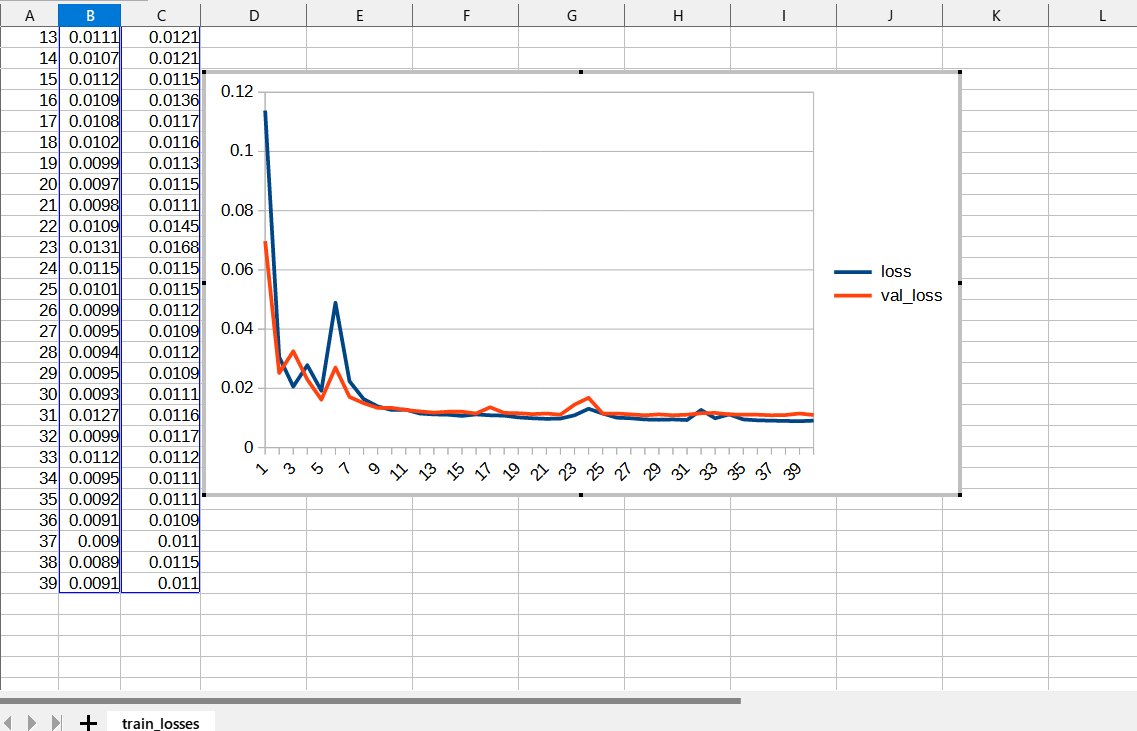 A B C D E F G H I J K L
13 0.0111 0.0121
14 0.0107 0.0121
15 0.0112 0.0115
16 0.0109 0.0136
17 0.0108 0.0117
18 0.0102 0.0116
19 0.0099 0.0113
20 0.0097 0.0115
21 0.0098 0.0111
22 0.0109 0.0145
23 0.0131 0.0168
24 0.0115 0.0115
25 0.0101 0.0115
26 0.0099 0.0112
27 0.0095 0.0109
28 0.0094 0.0112
29 0.0095 0.0109
30 0.0093 0.0111
31 0.0127 0.0116
32 0.0099 0.0117
33 0.0112 0.0112
34 0.0095 0.0111
35 0.0092 0.0111
36 0.0091 0.0109
37 0.009 0.011
38 0.0089 0.0115
39 0.0091 0.011
0.12
0.1
0.08
0.06
0.04
0.02
0
1 3 5 7 9 11 13 15 17 19 21 23 25 27 29 31 33 35 37 39
loss
val_loss
train_losses